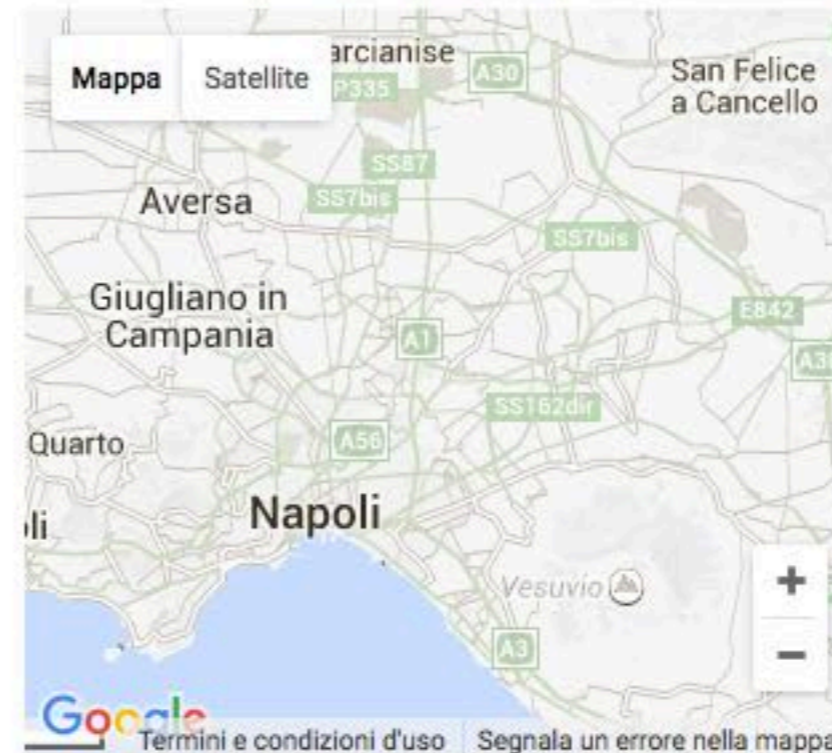 Mappa
Satellite
arcianise
A30
San Felice
a Cancello
P335
SS87
Aversa
SS7bis
SS7bis
Giugliano in
Campania
E842
A1
SS162dir
Quarto
A56
Napoli
li
Vesuvio
+
−
A3
Google
Termini e condizioni d'uso
Segnala un errore nella mappa